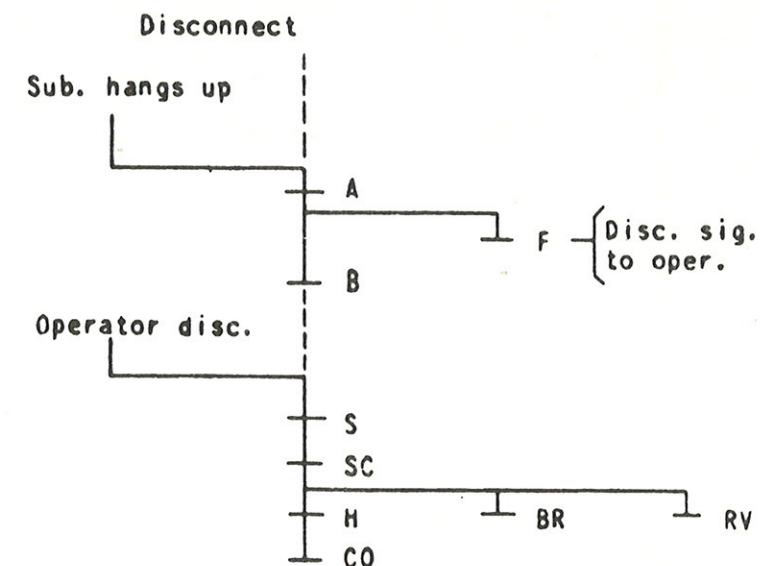 Disconnect
Sub. hangs up
A
F
Disc. sig.
to oper.
B
Operator disc.
S
SC
H
BR
RV
CO